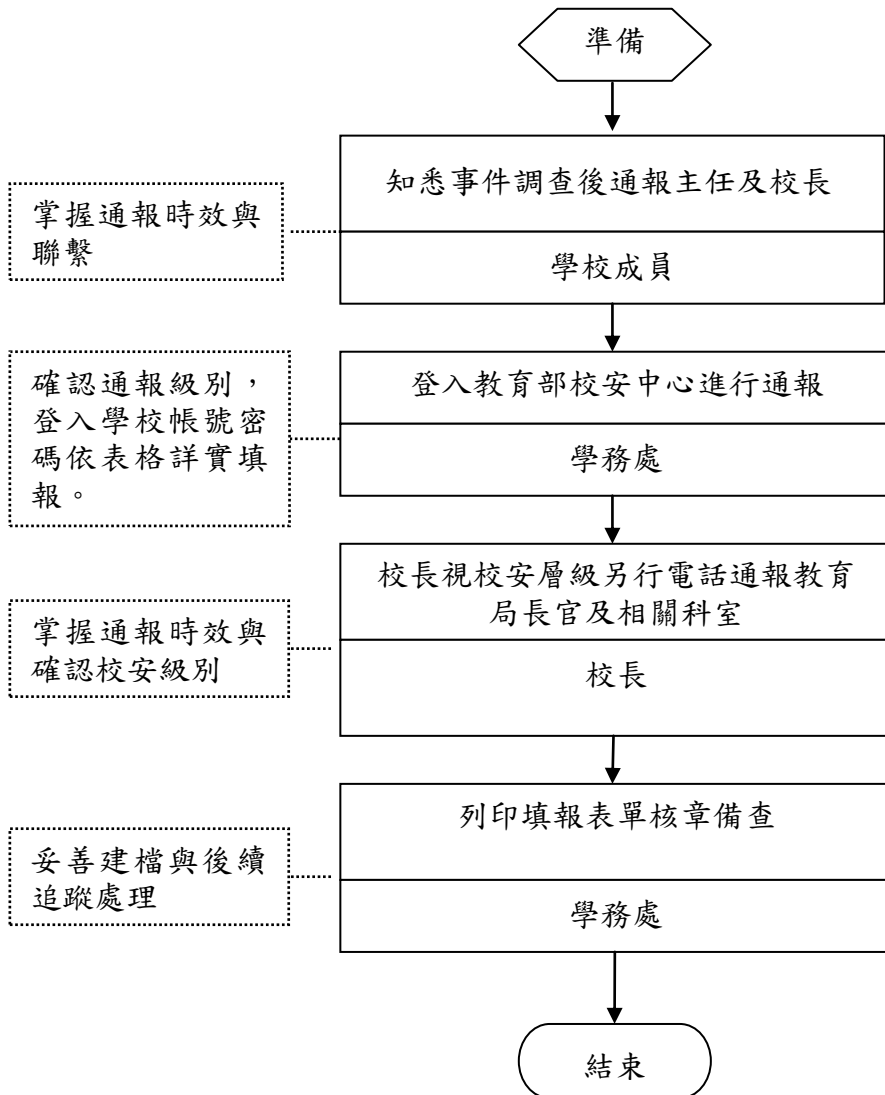 準備
知悉事件調查後通報主任及校長
學校成員
掌握通報時效與
聯繫
登入教育部校安中心進行通報
學務處
確認通報級別，
登入學校帳號密
碼依表格詳實填
報。
校長視校安層級另行電話通報教育
局長官及相關科室
校長
掌握通報時效與
確認校安級別
列印填報表單核章備查
學務處
妥善建檔與後續
追蹤處理
結束